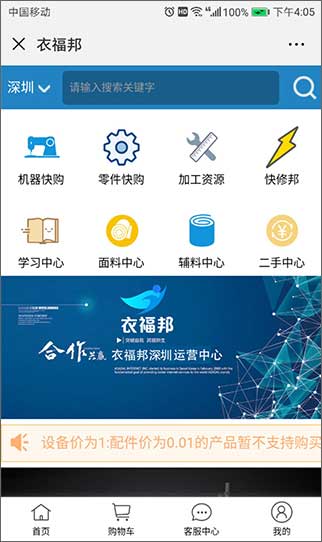 中国移动 HD 4G 100% 下午4:05
衣福邦
深圳 请输入搜索关键字
机器快购 零件快购 加工资源 快修邦
学习中心 面料中心 辅料中心 二手中心
衣福邦
合作共赢 衣福邦深圳运营中心
设备价为1:配件价为0.01的产品暂不支持购买
首页 购物车 客服中心 我的